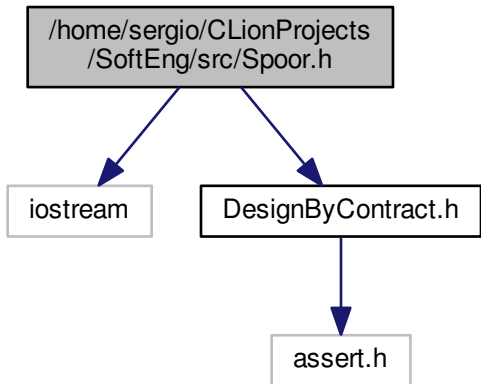 /home/sergio/CLionProjects
/SoftEng/src/Spoor.h
iostream
DesignByContract.h
assert.h